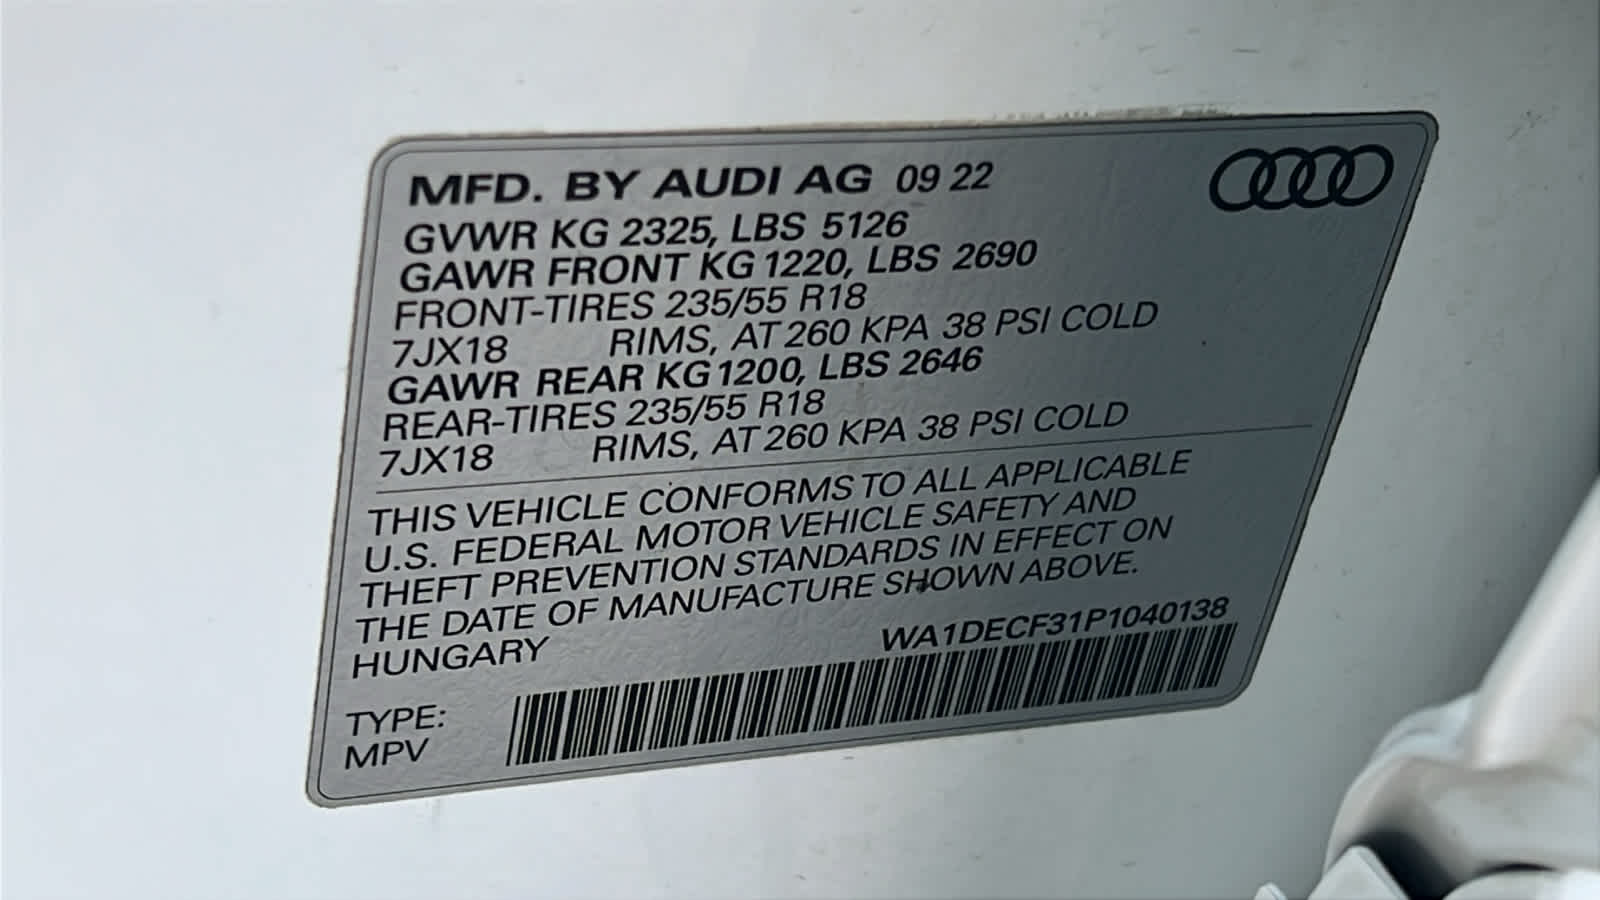 MFD. BY AUDI AG 09 22
GVWR KG 2325, LBS 5126
GAWR FRONT KG 1220, LBS 2690
FRONT-TIRES 235/55 R18
7JX18 RIMS, AT 260 KPA 38 PSI COLD
GAWR REAR KG 1200, LBS 2646
REAR-TIRES 235/55 R18
7JX18 RIMS, AT 260 KPA 38 PSI COLD
THIS VEHICLE CONFORMS TO ALL APPLICABLE
U.S. FEDERAL MOTOR VEHICLE SAFETY AND
THEFT PREVENTION STANDARDS IN EFFECT ON
THE DATE OF MANUFACTURE SHOWN ABOVE.
HUNGARY WA1DECF31P1040138
TYPE:
MPV